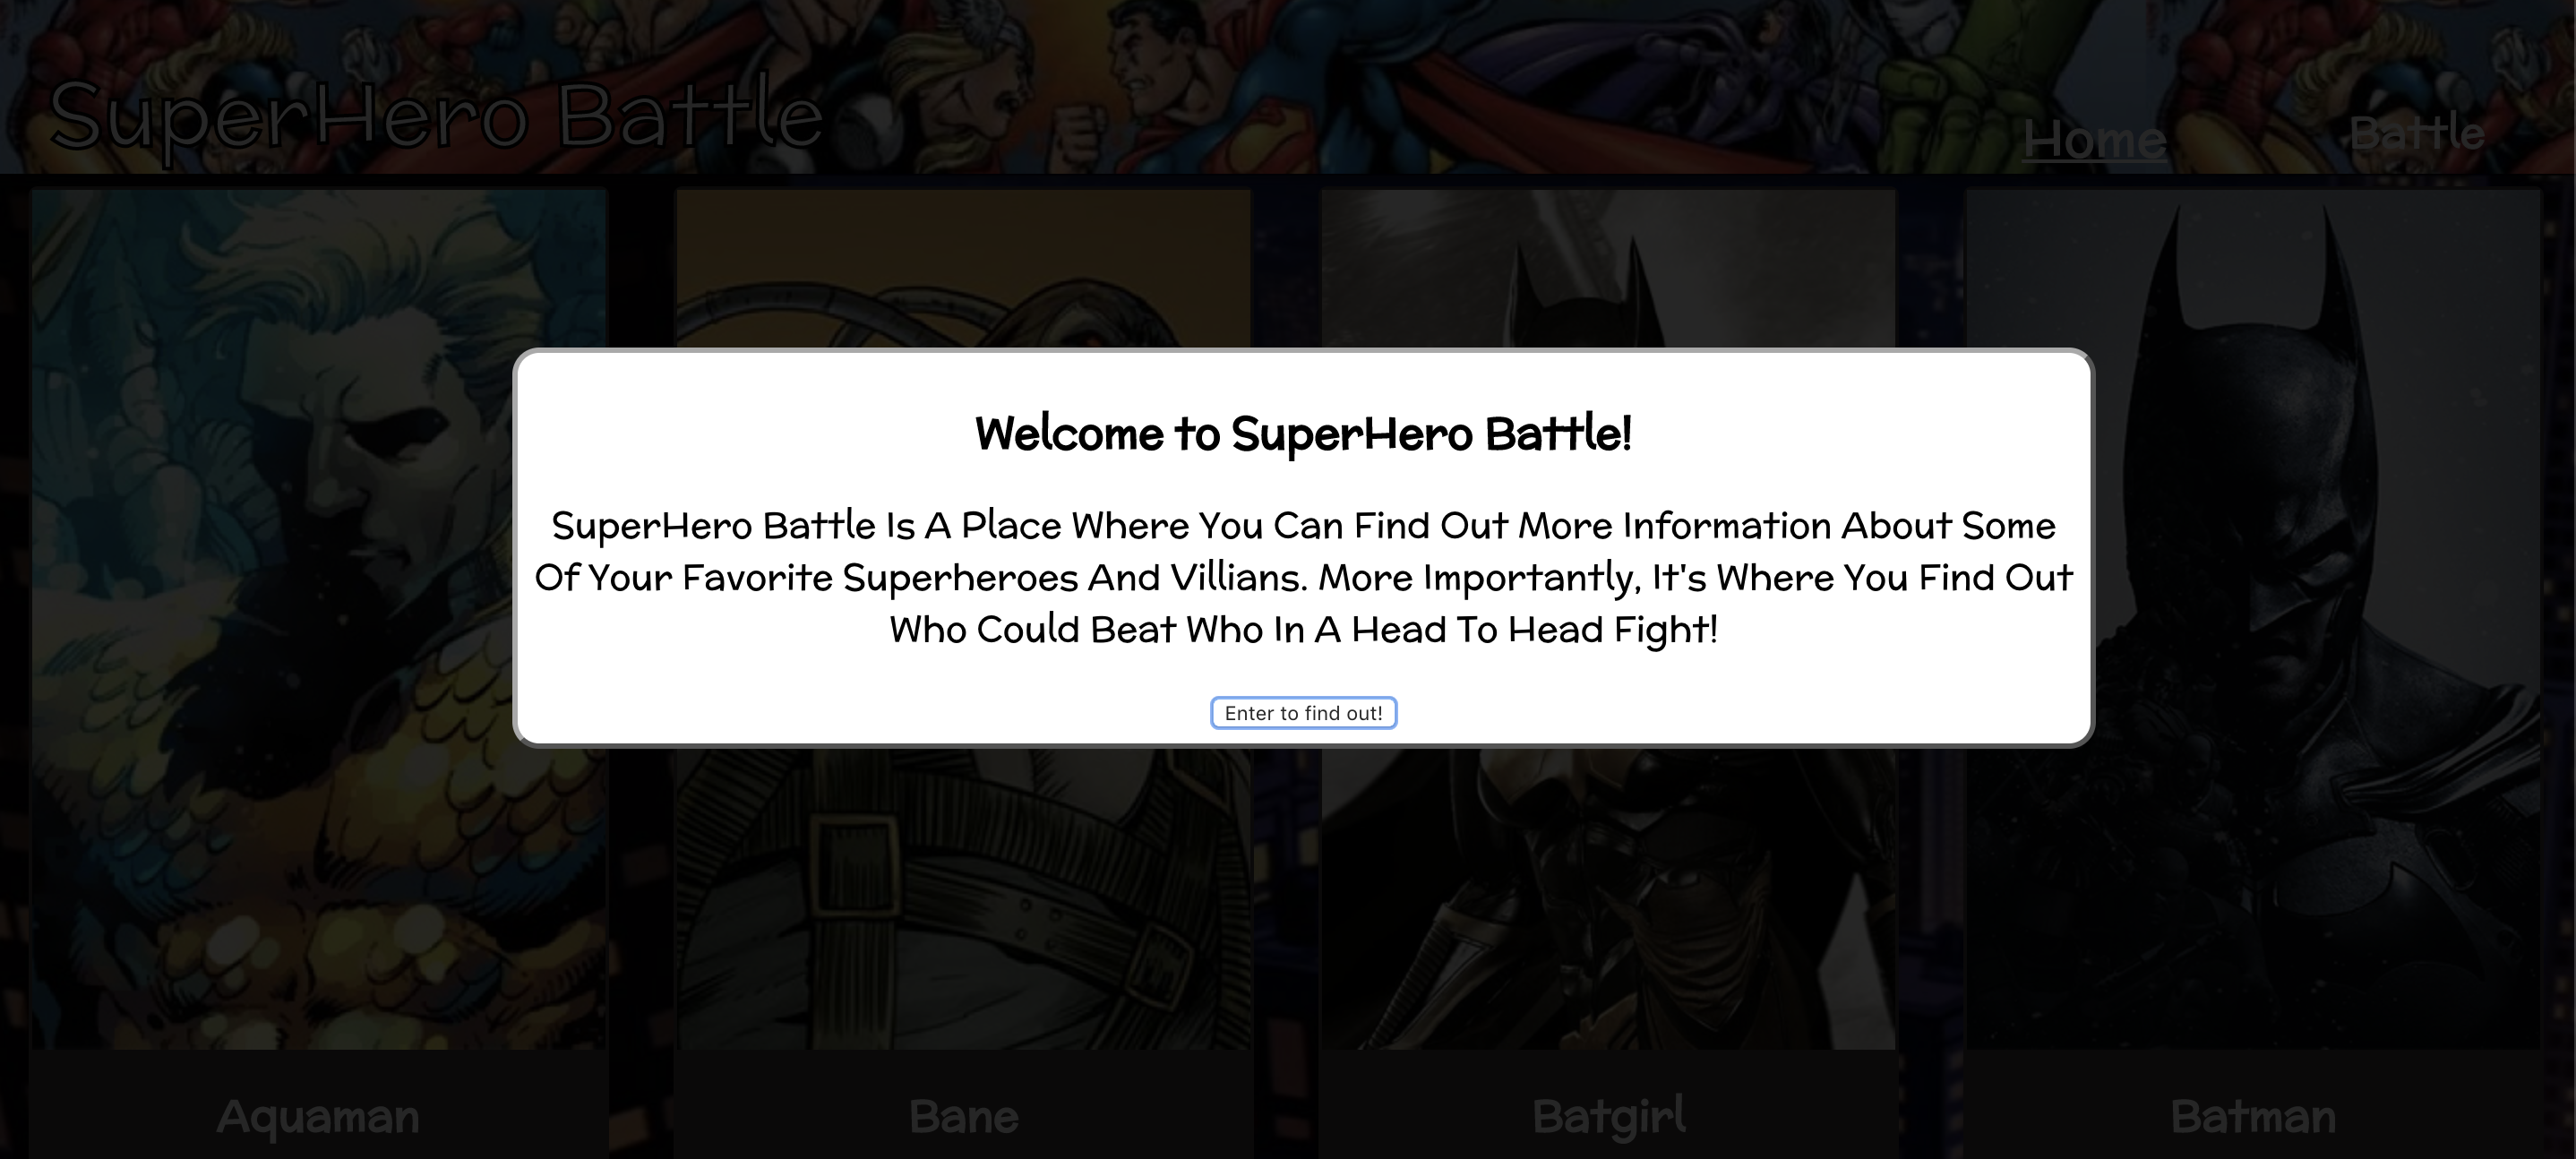 SuperHero Battle
Home
Battle
Welcome to SuperHero Battle!
SuperHero Battle Is A Place Where You Can Find Out More Information About Some
Of Your Favorite Superheroes And Villians. More Importantly, It's Where You Find Out
Who Could Beat Who In A Head To Head Fight!
Enter to find out!
Aquaman
Bane
Batgirl
Batman